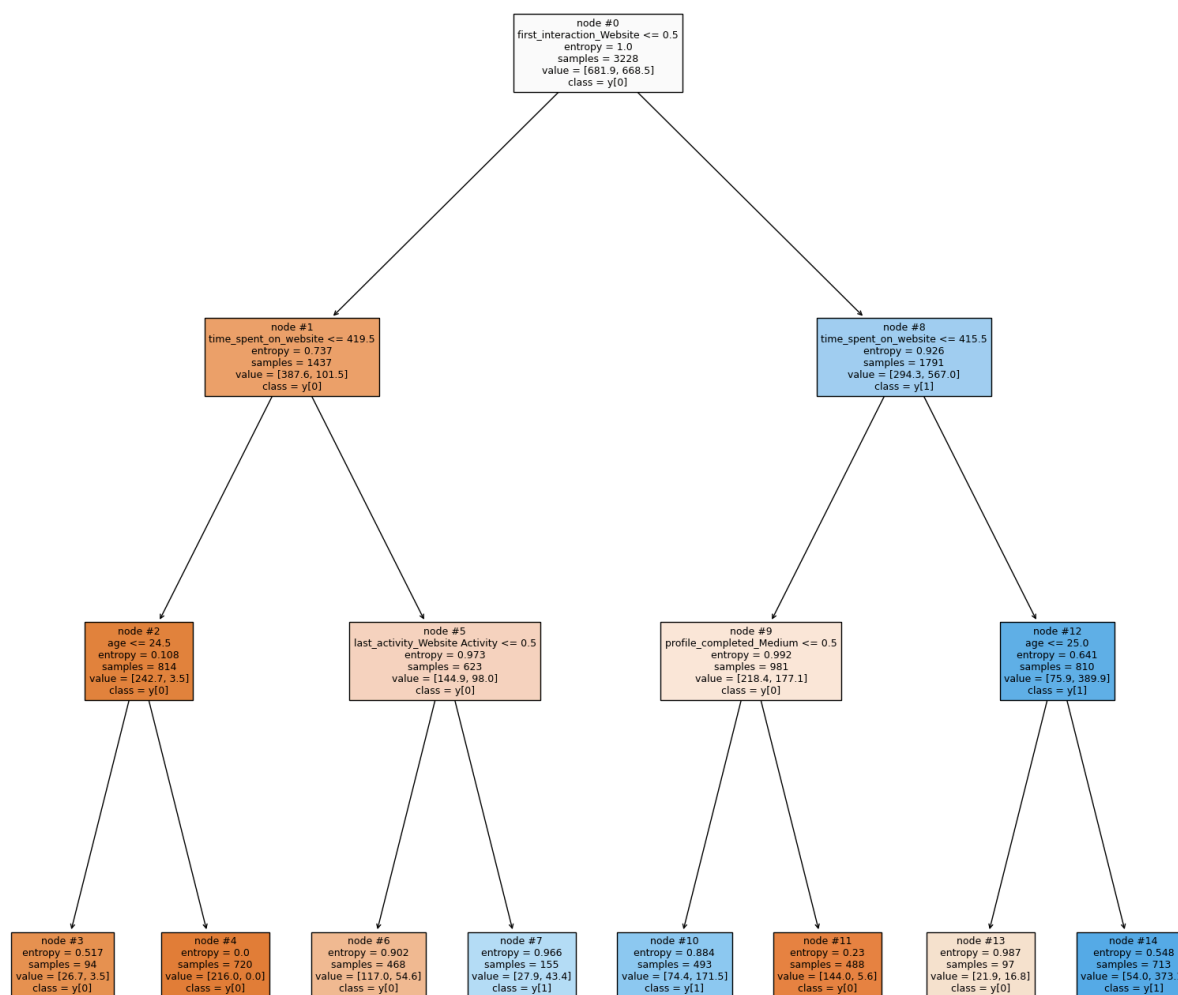 node #0
first_interaction_Website <= 0.5
entropy = 1.0
samples = 3228
value = [681.9, 668.5]
class = y[0]
node #1
time_spent_on_website <= 419.5
entropy = 0.737
samples = 1437
value = [387.6, 101.5]
class = y[0]
node #8
time_spent_on_website <= 415.5
entropy = 0.926
samples = 1791
value = [294.3, 567.0]
class = y[1]
node #2
age <= 24.5
entropy = 0.108
samples = 814
value = [242.7, 3.5]
class = y[0]
node #5
last_activity_Website Activity <= 0.5
entropy = 0.973
samples = 623
value = [144.9, 98.0]
class = y[0]
node #9
profile_completed_Medium <= 0.5
entropy = 0.992
samples = 981
value = [218.4, 177.1]
class = y[0]
node #12
age <= 25.0
entropy = 0.641
samples = 810
value = [75.9, 389.9]
class = y[1]
node #3
entropy = 0.517
samples = 94
value = [26.7, 3.5]
class = y[0]
node #4
entropy = 0.0
samples = 720
value = [216.0, 0.0]
class = y[0]
node #6
entropy = 0.902
samples = 468
value = [117.0, 54.6]
class = y[0]
node #7
entropy = 0.966
samples = 155
value = [27.9, 43.4]
class = y[1]
node #10
entropy = 0.884
samples = 493
value = [74.4, 171.5]
class = y[1]
node #11
entropy = 0.23
samples = 488
value = [144.0, 5.6]
class = y[0]
node #13
entropy = 0.987
samples = 97
value = [21.9, 16.8]
class = y[0]
node #14
entropy = 0.548
samples = 713
value = [54.0, 373.
class = y[1]